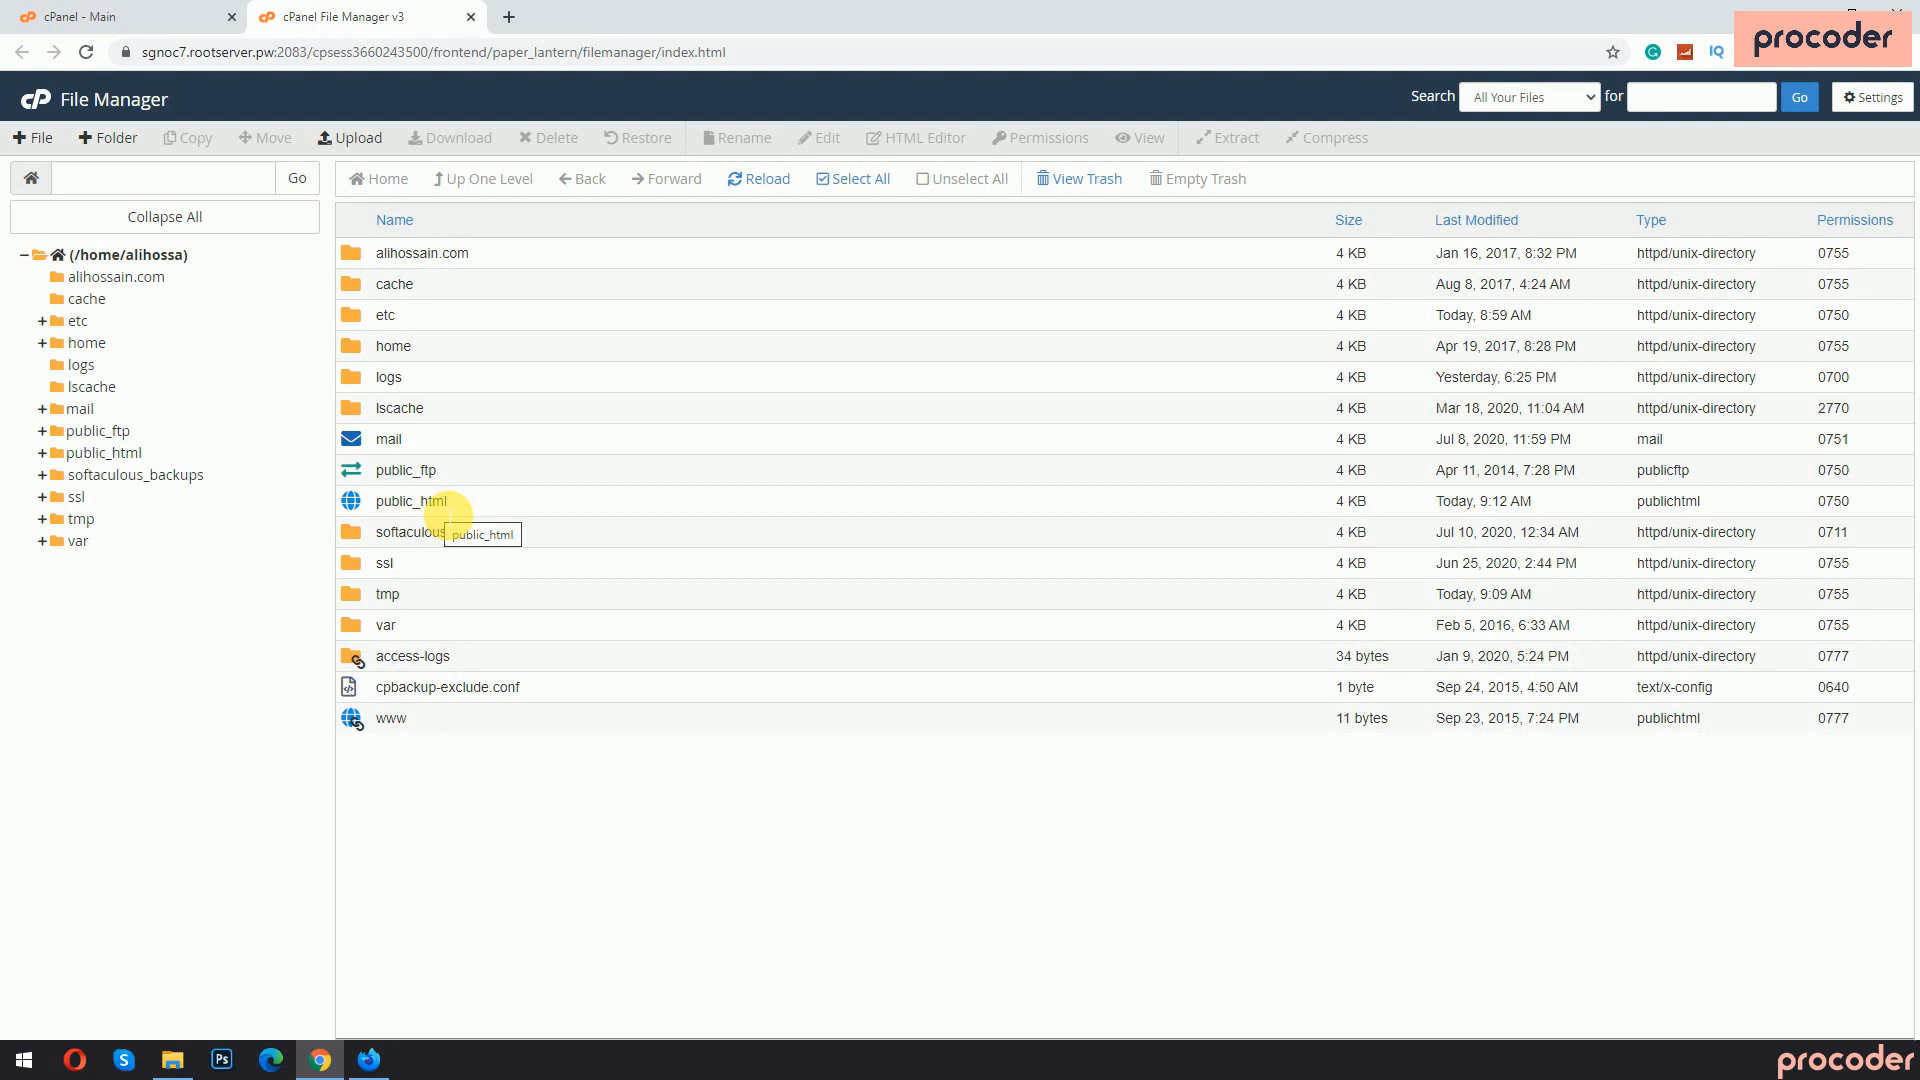 cPanel - Main
cPanel File Manager v3
procoder
sgnoc7.rootserver.pw:2083/cpsess3660243500/frontend/paper_lantern/filemanager/index.html
cP File Manager
Search All Your Files for Go Settings
File Folder Copy Move Upload Download Delete Restore Rename Edit HTML Editor Permissions View Extract Compress
Go Home Up One Level Back Forward Reload Select All Unselect All View Trash Empty Trash
Collapse All
(/home/alihossa)
alihossain.com
cache
etc
home
logs
lscache
mail
public_ftp
public_html
softaculous_backups
ssl
tmp
var
Name Size Last Modified Type Permissions
alihossain.com 4 KB Jan 16, 2017, 8:32 PM httpd/unix-directory 0755
cache 4 KB Aug 8, 2017, 4:24 AM httpd/unix-directory 0755
etc 4 KB Today, 8:59 AM httpd/unix-directory 0750
home 4 KB Apr 19, 2017, 8:28 PM httpd/unix-directory 0755
logs 4 KB Yesterday, 6:25 PM httpd/unix-directory 0700
lscache 4 KB Mar 18, 2020, 11:04 AM httpd/unix-directory 2770
mail 4 KB Jul 8, 2020, 11:59 PM mail 0751
public_ftp 4 KB Apr 11, 2014, 7:28 PM publicftp 0750
public_html 4 KB Today, 9:12 AM publichtml 0750
softaculous 4 KB Jul 10, 2020, 12:34 AM httpd/unix-directory 0711
public_html
ssl 4 KB Jun 25, 2020, 2:44 PM httpd/unix-directory 0755
tmp 4 KB Today, 9:09 AM httpd/unix-directory 0755
var 4 KB Feb 5, 2016, 6:33 AM httpd/unix-directory 0755
access-logs 34 bytes Jan 9, 2020, 5:24 PM httpd/unix-directory 0777
cpbackup-exclude.conf 1 byte Sep 24, 2015, 4:50 AM text/x-config 0640
www 11 bytes Sep 23, 2015, 7:24 PM publichtml 0777
procoder